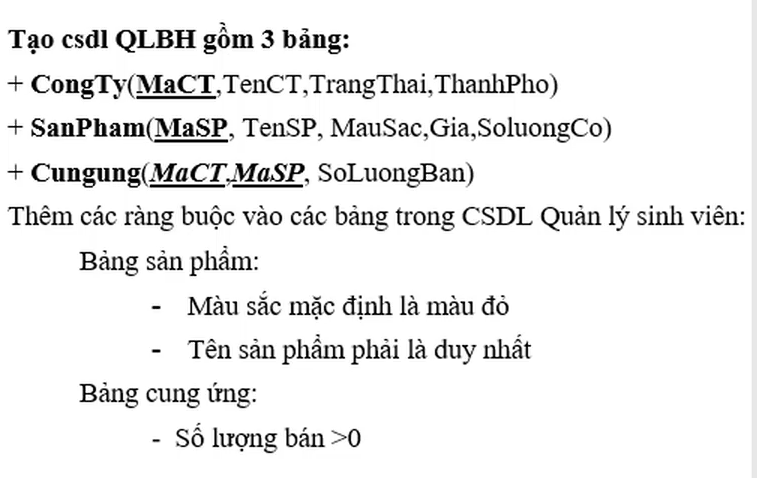 Tạo csdl QLBH gồm 3 bảng:
+ CongTy(MaCT,TenCT,TrangThai,ThanhPho)
+ SanPham(MaSP, TenSP, MauSac,Gia,SoluongCo)
+ Cungung(MaCT,MaSP, SoLuongBan)
Thêm các ràng buộc vào các bảng trong CSDL Quản lý sinh viên:
Bảng sản phẩm:
- Màu sắc mặc định là màu đỏ
- Tên sản phẩm phải là duy nhất
Bảng cung ứng:
- Số lượng bán >0